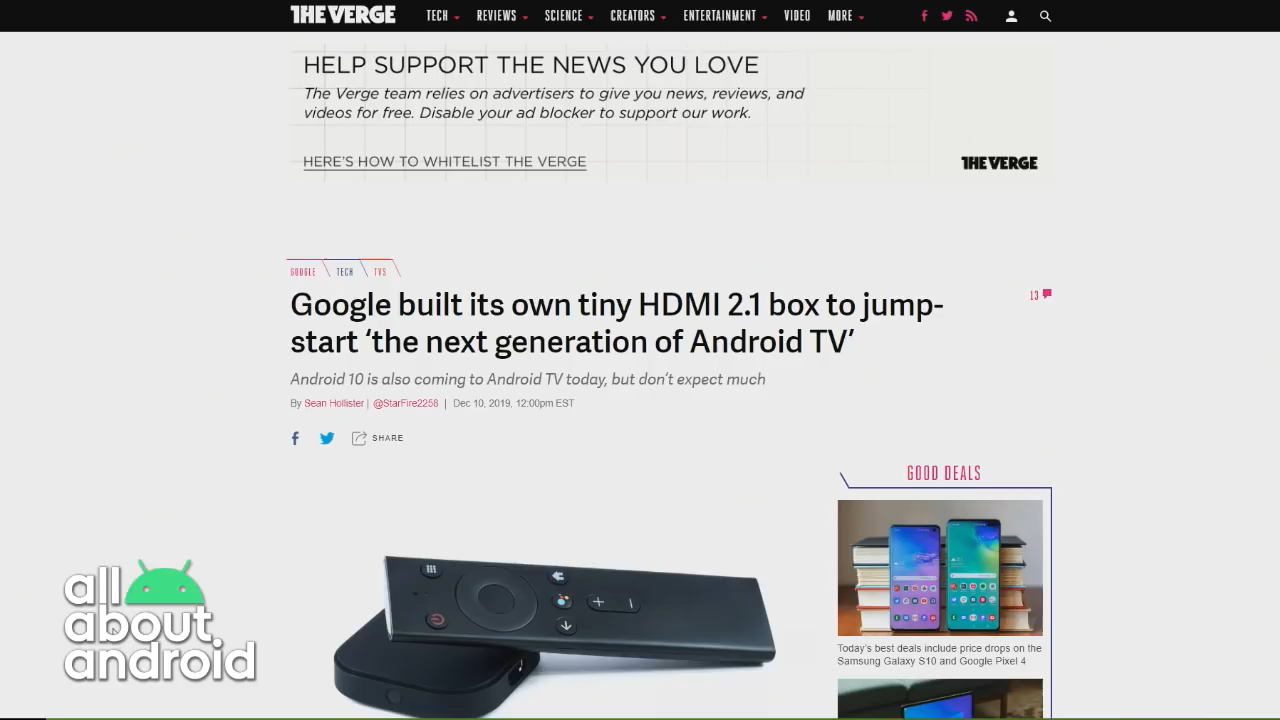 THE VERGE
TECH REVIEWS SCIENCE CREATORS ENTERTAINMENT VIDEO MORE
HELP SUPPORT THE NEWS YOU LOVE
The Verge team relies on advertisers to give you news, reviews, and
videos for free. Disable your ad blocker to support our work.
HERE'S HOW TO WHITELIST THE VERGE
THE VERGE
GOOGLE TECH TVS
Google built its own tiny HDMI 2.1 box to jump-
start ‘the next generation of Android TV’
13
Android 10 is also coming to Android TV today, but don't expect much
By Sean Hollister | @StarFire2258 | Dec 10, 2019, 12:00pm EST
SHARE
GOOD DEALS
Today's best deals include price drops on the
Samsung Galaxy S10 and Google Pixel 4
all
about
android